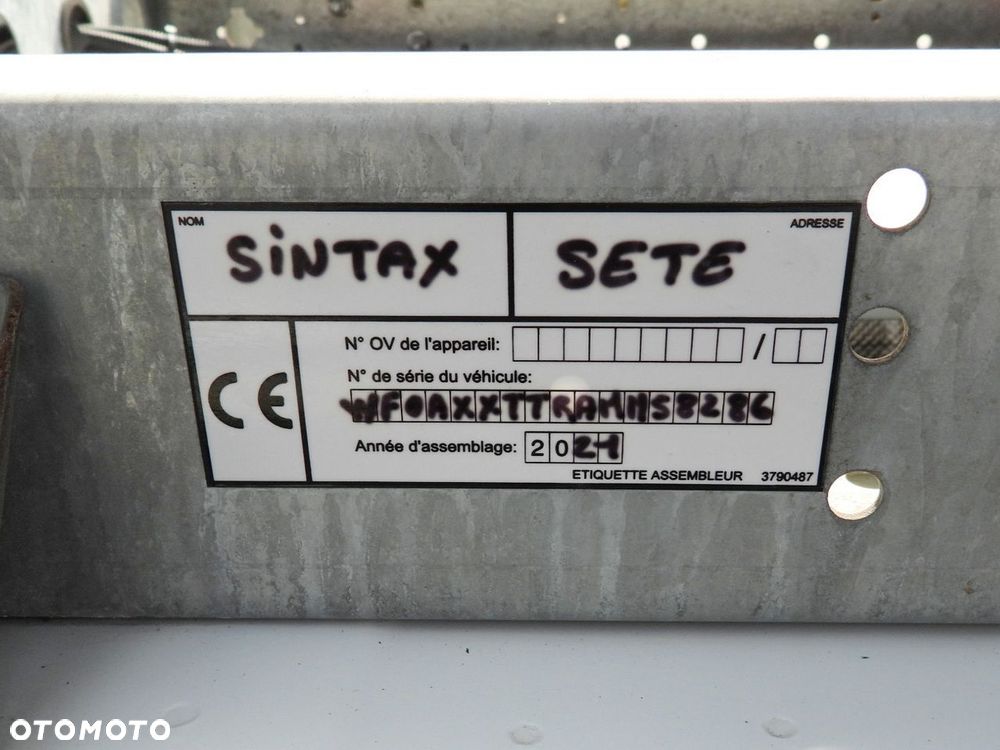 NOM
ADRESSE
SiNTAX
SETE
N° OV de l'appareil: /
N° de série du véhicule:
CE
Année d'assemblage: 2021
ETIQUETTE ASSEMBLEUR 3790487
OTOMOTO